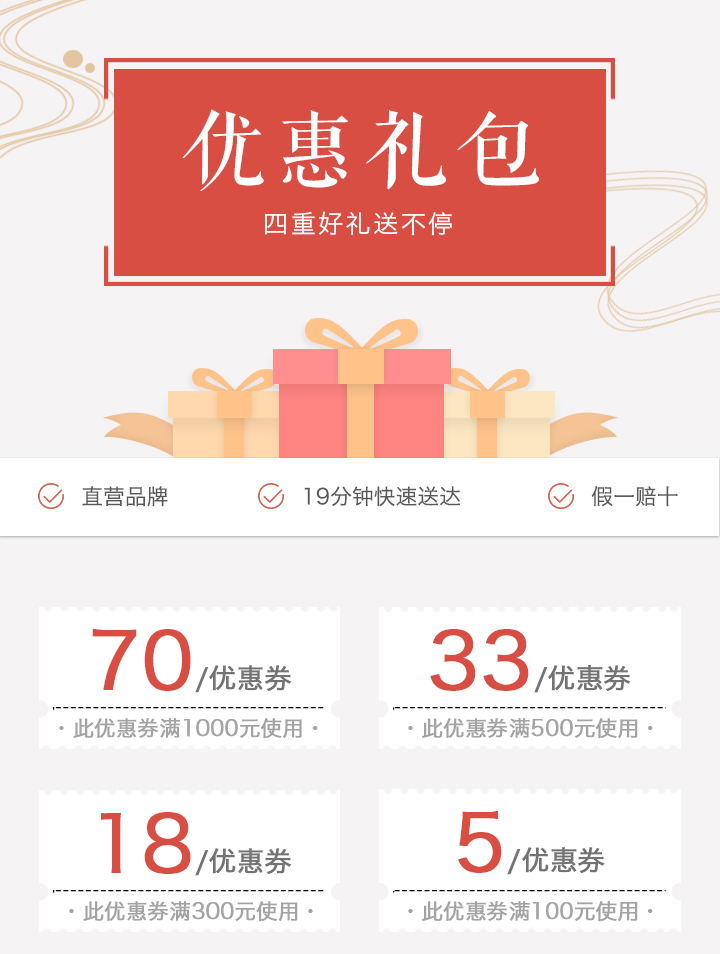 优惠礼包
四重好礼送不停
直营品牌
19分钟快速送达
假一赔十
70/优惠券
·此优惠券满1000元使用·
33/优惠券
·此优惠券满500元使用·
18/优惠券
·此优惠券满300元使用·
5/优惠券
·此优惠券满100元使用·